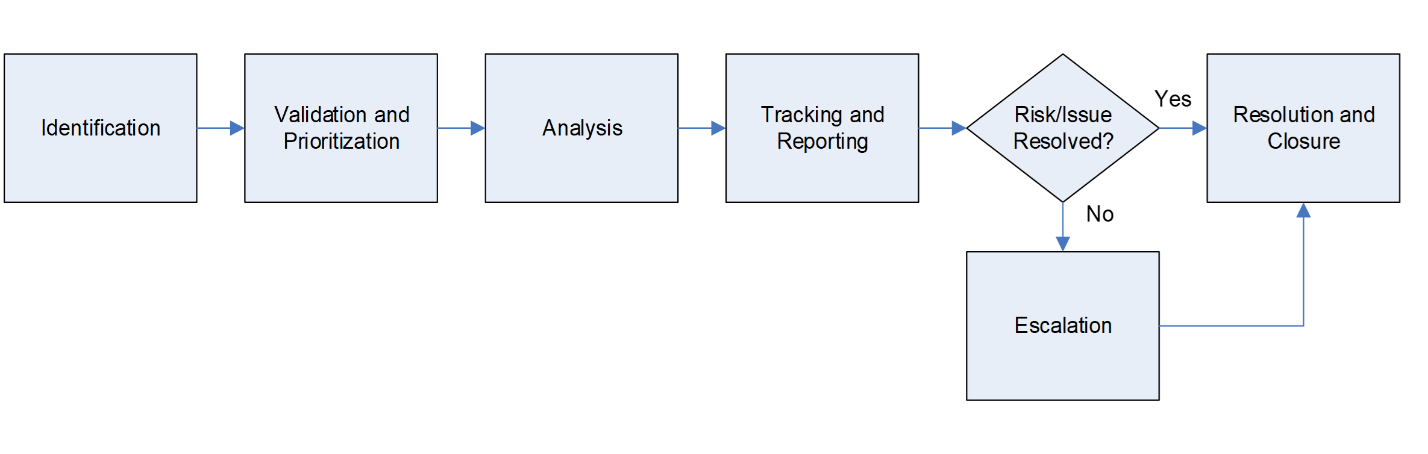 Identification
Validation and
Prioritization
Analysis
Tracking and
Reporting
Risk/Issue
Resolved?
Yes
Resolution and
Closure
No
Escalation